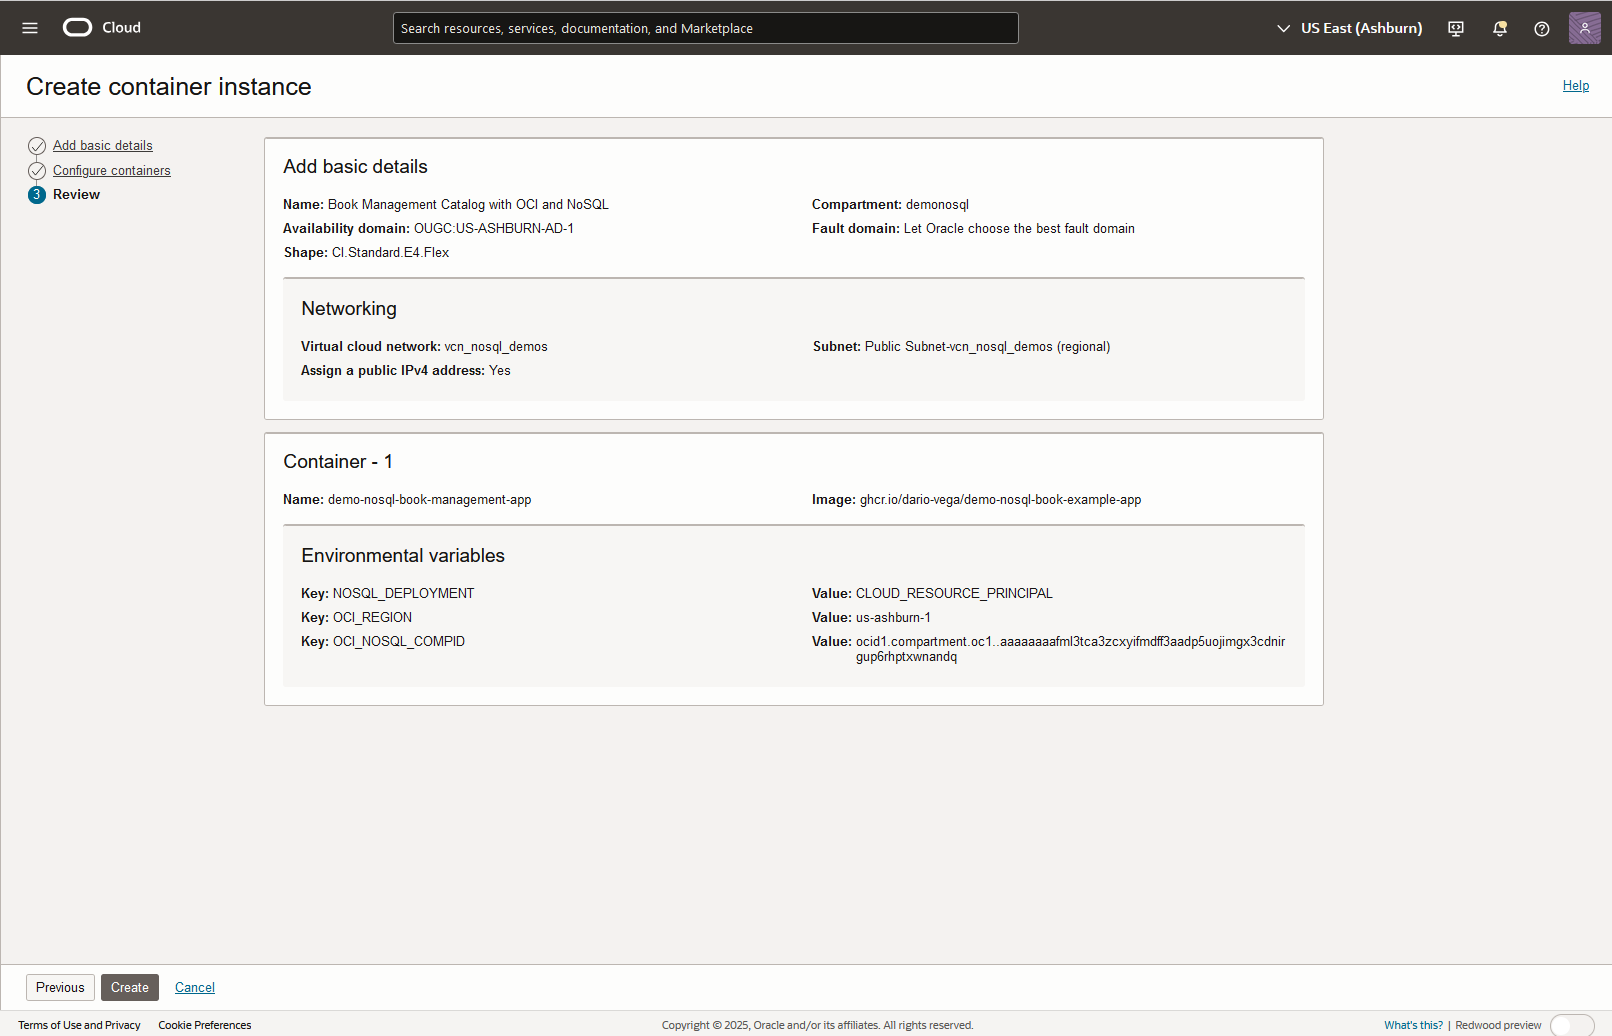 Cloud
Search resources, services, documentation, and Marketplace
US East (Ashburn)
Create container instance
Help
Add basic details
Configure containers
3 Review
Add basic details
Name: Book Management Catalog with OCI and NoSQL
Compartment: demonosql
Availability domain: OUGC:US-ASHBURN-AD-1
Fault domain: Let Oracle choose the best fault domain
Shape: CI.Standard.E4.Flex
Networking
Virtual cloud network: vcn_nosql_demos
Subnet: Public Subnet-vcn_nosql_demos (regional)
Assign a public IPv4 address: Yes
Container - 1
Name: demo-nosql-book-management-app
Image: ghcr.io/dario-vega/demo-nosql-book-example-app
Environmental variables
Key: NOSQL_DEPLOYMENT
Value: CLOUD_RESOURCE_PRINCIPAL
Key: OCI_REGION
Value: us-ashburn-1
Key: OCI_NOSQL_COMPID
Value: ocid1.compartment.oc1..aaaaaaaafml3tca3zcxyifmdff3aadp5uojimgx3cdnir
gup6rhptxwnandq
Previous
Create
Cancel
Terms of Use and Privacy
Cookie Preferences
Copyright © 2025, Oracle and/or its affiliates. All rights reserved.
What's this? | Redwood preview